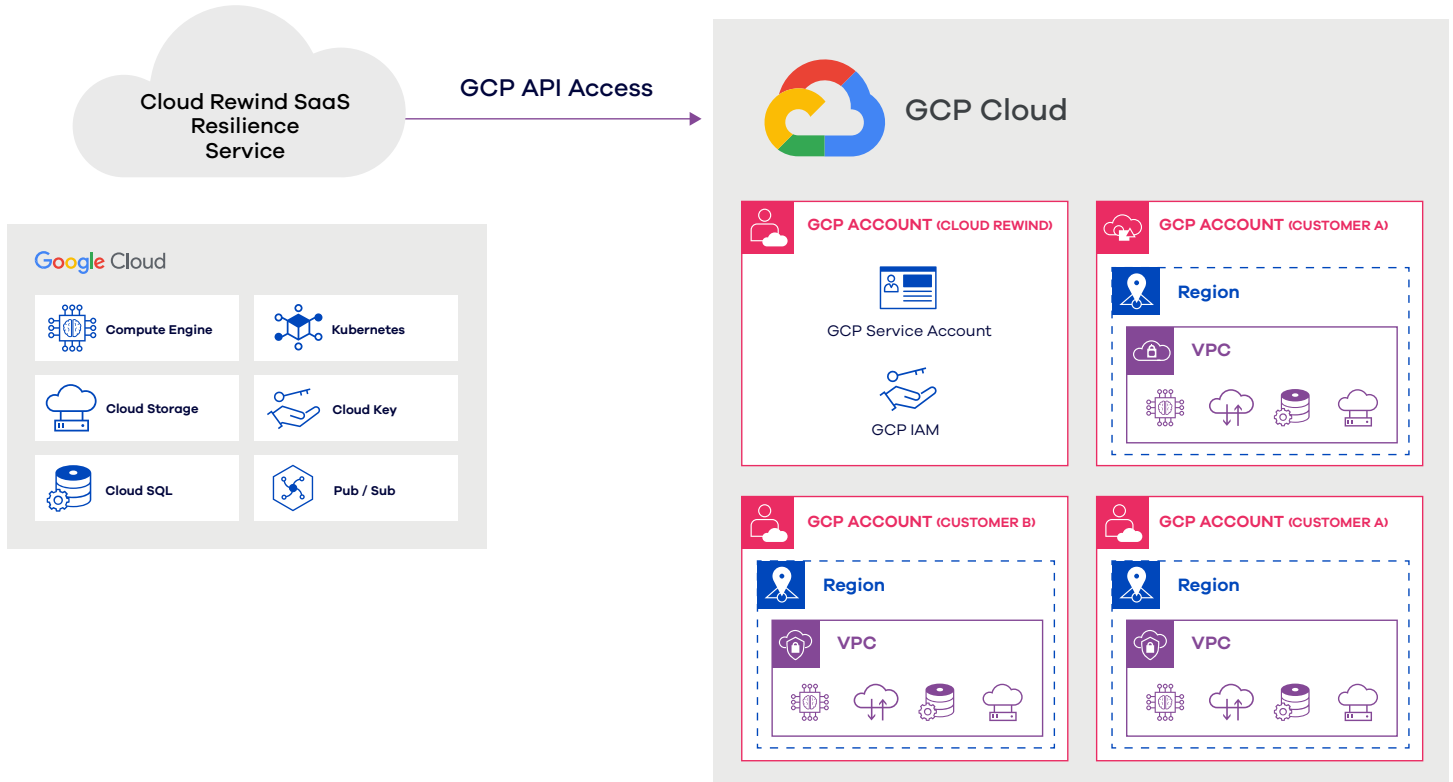 Cloud Rewind SaaS
Resilience
Service
GCP API Access
GCP Cloud
Google Cloud
Compute Engine
Kubernetes
Cloud Storage
Cloud Key
Cloud SQL
Pub / Sub
GCP ACCOUNT (CLOUD REWIND)
GCP Service Account
GCP IAM
GCP ACCOUNT (CUSTOMER A)
Region
VPC
GCP ACCOUNT (CUSTOMER B)
Region
VPC
GCP ACCOUNT (CUSTOMER A)
Region
VPC